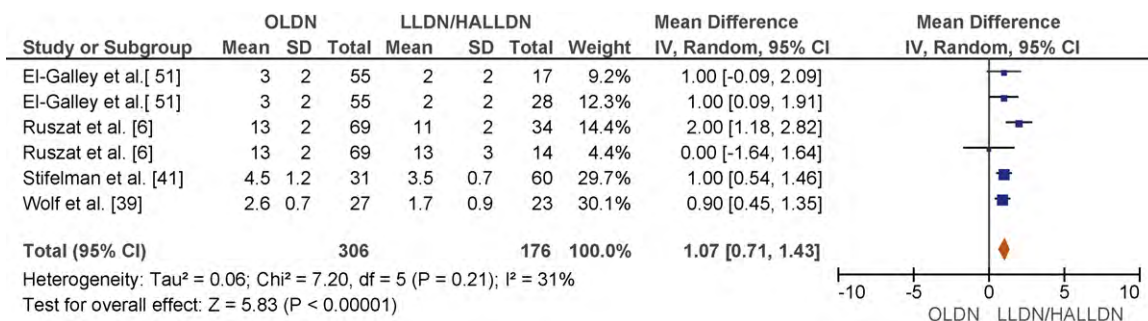 OLDN LLDN/HALLDN Mean Difference Mean Difference
Study or Subgroup Mean SD Total Mean SD Total Weight IV, Random, 95% CI IV, Random, 95% CI
El-Galley et al.[ 51] 3 2 55 2 2 17 9.2% 1.00 [-0.09, 2.09]
El-Galley et al.[ 51] 3 2 55 2 2 28 12.3% 1.00 [0.09, 1.91]
Ruszat et al. [6] 13 2 69 11 2 34 14.4% 2.00 [1.18, 2.82]
Ruszat et al. [6] 13 2 69 13 3 14 4.4% 0.00 [-1.64, 1.64]
Stifelman et al. [41] 4.5 1.2 31 3.5 0.7 60 29.7% 1.00 [0.54, 1.46]
Wolf et al. [39] 2.6 0.7 27 1.7 0.9 23 30.1% 0.90 [0.45, 1.35]
Total (95% CI) 306 176 100.0% 1.07 [0.71, 1.43]
Heterogeneity: Tau² = 0.06; Chi² = 7.20, df = 5 (P = 0.21); I² = 31%
Test for overall effect: Z = 5.83 (P < 0.00001)
-10 -5 0 5 10
OLDN LLDN/HALLDN